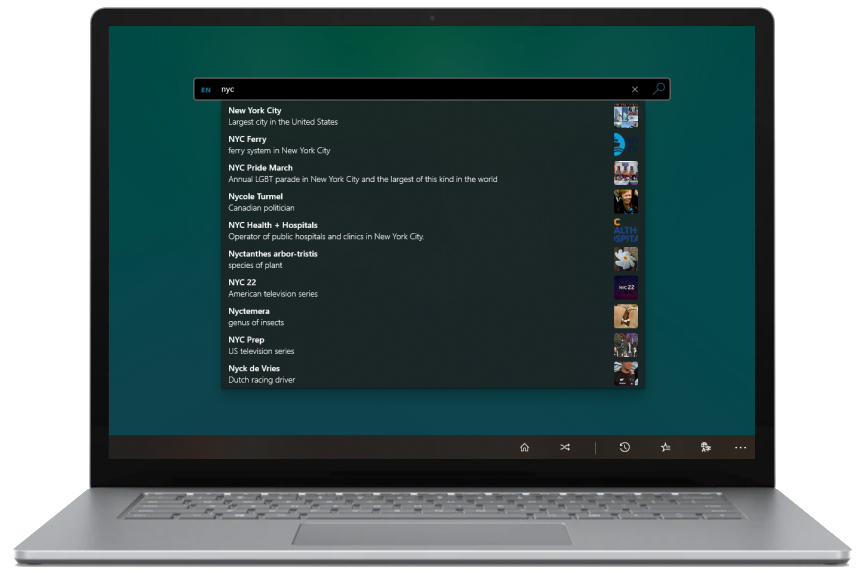 EN nyc
New York City
Largest city in the United States
NYC Ferry
ferry system in New York City
NYC Pride March
Annual LGBT parade in New York City and the largest of this kind in the world
Nycole Turmel
Canadian politician
NYC Health + Hospitals
Operator of public hospitals and clinics in New York City.
Nyctanthes arbor-tristis
species of plant
NYC 22
American television series
NYC 22
Nyctemera
genus of insects
NYC Prep
US television series
Nyck de Vries
Dutch racing driver